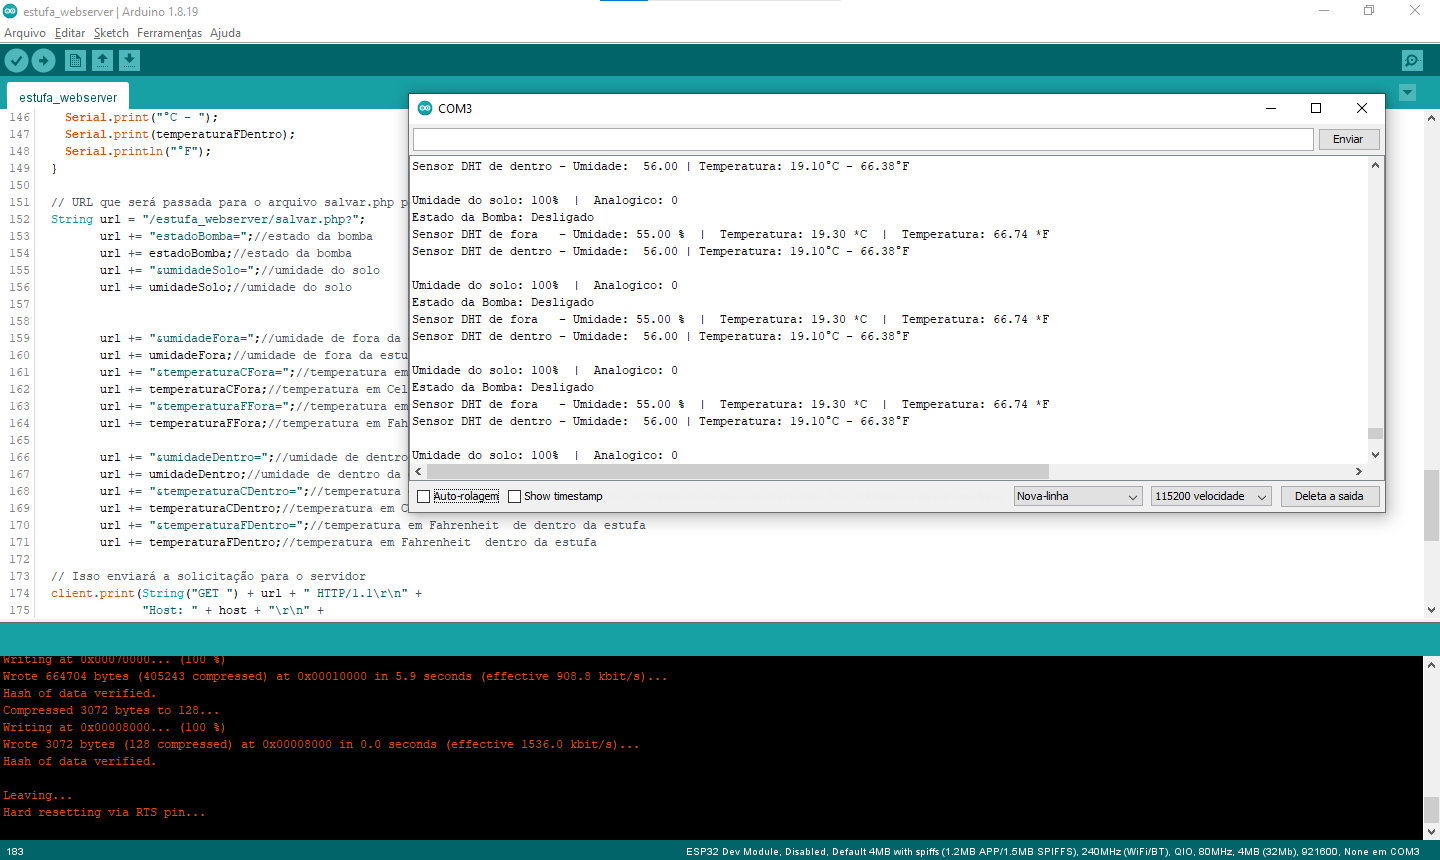 estufa_webserver | Arduino 1.8.19
Arquivo Editar Sketch Ferramentas Ajuda
estufa_webserver
146 Serial.print("°C - ");
147 Serial.print(temperaturaFDentro);
148 Serial.println("°F");
149 }
150
151 // URL que será passada para o arquivo salvar.php p
152 String url = "/estufa_webserver/salvar.php?";
153 url += "estadoBomba=";//estado da bomba
154 url += estadoBomba;//estado da bomba
155 url += "&umidadeSolo=";//umidade do solo
156 url += umidadeSolo;//umidade do solo
157
158
159 url += "&umidadeFora=";//umidade de fora da
160 url += umidadeFora;//umidade de fora da estu
161 url += "&temperaturaCFora=";//temperatura em
162 url += temperaturaCFora;//temperatura em Cel
163 url += "&temperaturaFFora=";//temperatura em
164 url += temperaturaFFora;//temperatura em Fah
165
166 url += "&umidadeDentro=";//umidade de dentro
167 url += umidadeDentro;//umidade de dentro da
168 url += "&temperaturaCDentro=";//temperatura
169 url += temperaturaCDentro;//temperatura em C
170 url += "&temperaturaFDentro=";//temperatura em Fahrenheit  de dentro da estufa
171 url += temperaturaFDentro;//temperatura em Fahrenheit  dentro da estufa
172
173 // Isso enviará a solicitação para o servidor
174 client.print(String("GET ") + url + " HTTP/1.1\r\n" +
175 "Host: " + host + "\r\n" +
COM3
Enviar
Sensor DHT de dentro - Umidade:  56.00 | Temperatura: 19.10°C - 66.38°F
Umidade do solo: 100%  |  Analogico: 0
Estado da Bomba: Desligado
Sensor DHT de fora   - Umidade: 55.00 %  |  Temperatura: 19.30 *C  |  Temperatura: 66.74 *F
Sensor DHT de dentro - Umidade:  56.00 | Temperatura: 19.10°C - 66.38°F
Umidade do solo: 100%  |  Analogico: 0
Estado da Bomba: Desligado
Sensor DHT de fora   - Umidade: 55.00 %  |  Temperatura: 19.30 *C  |  Temperatura: 66.74 *F
Sensor DHT de dentro - Umidade:  56.00 | Temperatura: 19.10°C - 66.38°F
Umidade do solo: 100%  |  Analogico: 0
Estado da Bomba: Desligado
Sensor DHT de fora   - Umidade: 55.00 %  |  Temperatura: 19.30 *C  |  Temperatura: 66.74 *F
Sensor DHT de dentro - Umidade:  56.00 | Temperatura: 19.10°C - 66.38°F
Umidade do solo: 100%  |  Analogico: 0
Auto-rolagem Show timestamp Nova-linha 115200 velocidade Deleta a saida
Writing at 0x00070000... (100 %)
Wrote 664704 bytes (405243 compressed) at 0x00010000 in 5.9 seconds (effective 908.8 kbit/s)...
Hash of data verified.
Compressed 3072 bytes to 128...
Writing at 0x00008000... (100 %)
Wrote 3072 bytes (128 compressed) at 0x00008000 in 0.0 seconds (effective 1536.0 kbit/s)...
Hash of data verified.
Leaving...
Hard resetting via RTS pin...
183 ESP32 Dev Module, Disabled, Default 4MB with spiffs (1.2MB APP/1.5MB SPIFFS), 240MHz (WiFi/BT), QIO, 80MHz, 4MB (32Mb), 921600, None em COM3